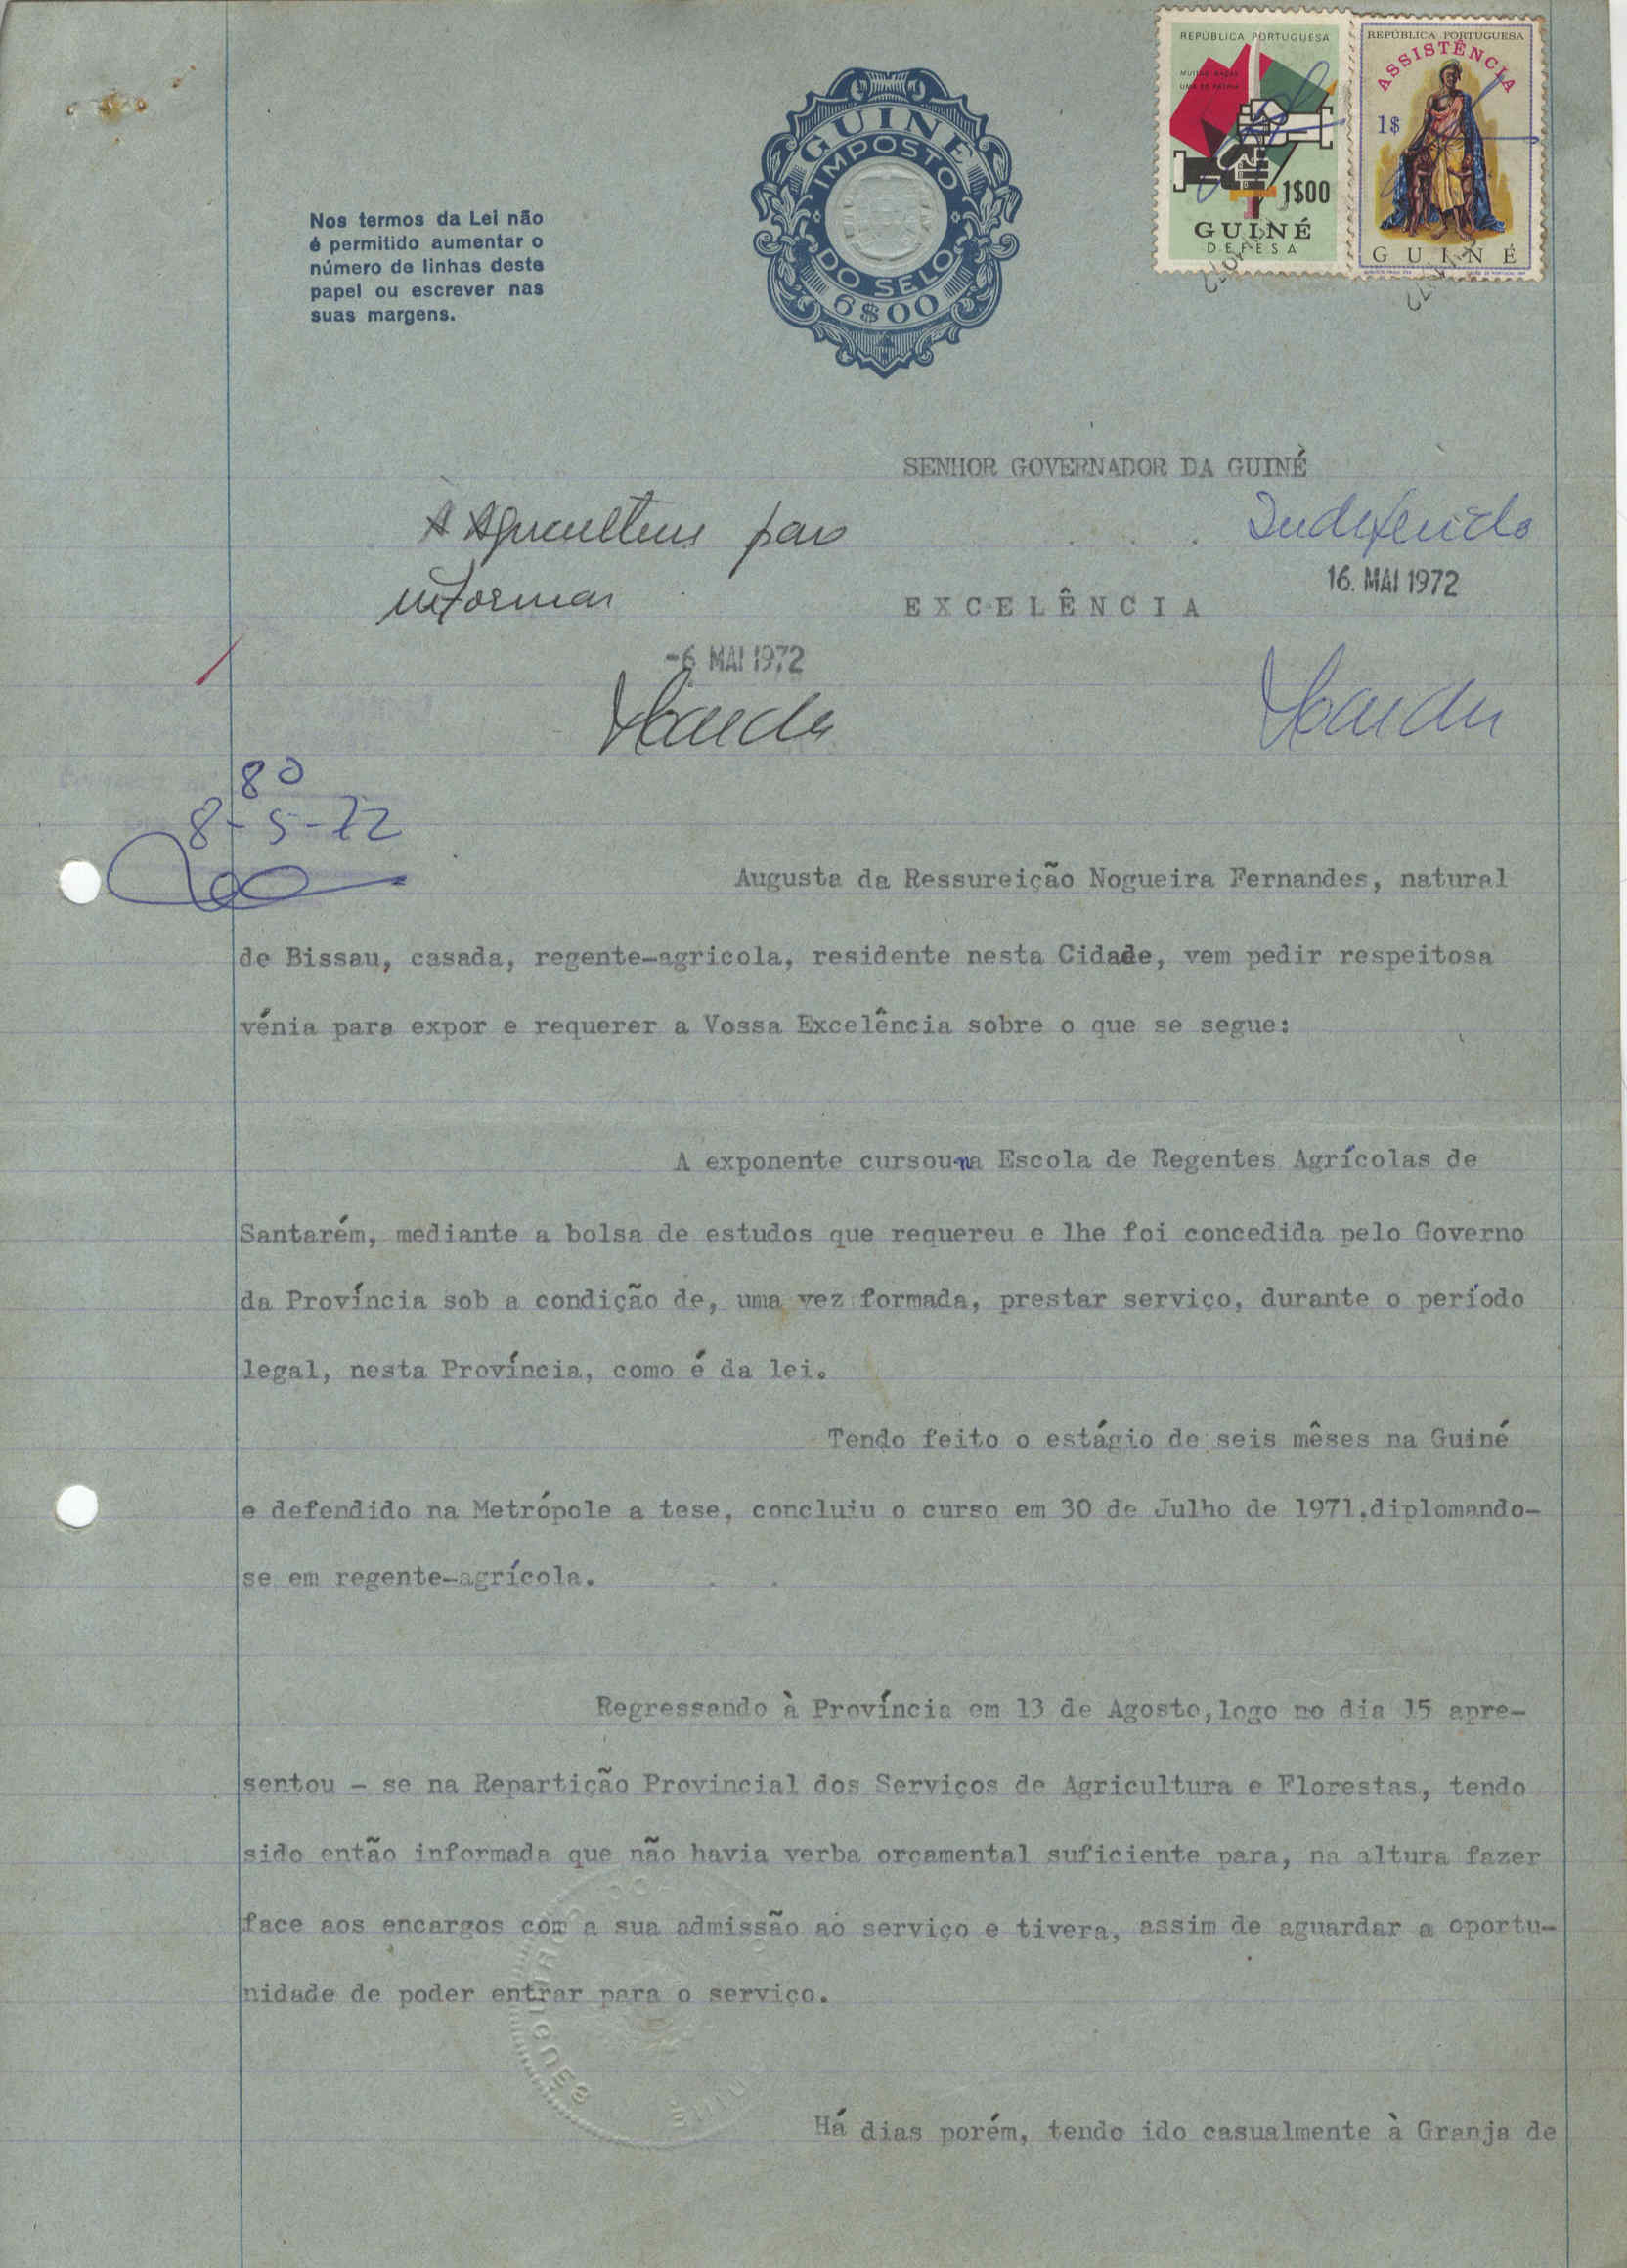 REPÚBLICA PORTUGUESA
MUITAS RAÇAS
UMA SÓ PÁTRIA
1$00
GUINÉ
DEFESA
REPÚBLICA PORTUGUESA
ASSISTÊNCIA
1$
GUINÉ
GUINÉ
IMPOSTO
DO SELO
6$00
Nos termos da Lei não
é permitido aumentar o
número de linhas deste
papel ou escrever nas
suas margens.
SENHOR GOVERNADOR DA GUINÉ
À Agricultura para
informar
Indeferido
16. MAI 1972
EXCELÊNCIA
-6 MAI 1972
80
8-5-72
Augusta da Ressureição Nogueira Fernandes, natural
de Bissau, casada, regente-agricola, residente nesta Cidade, vem pedir respeitosa
vénia para expor e requerer a Vossa Excelência sobre o que se segue:
A exponente cursou na Escola de Regentes Agrícolas de
Santarém, mediante a bolsa de estudos que requereu e lhe foi concedida pelo Governo
da Província sob a condição de, uma vez formada, prestar serviço, durante o período
legal, nesta Província, como é da lei.
Tendo feito o estágio de seis mêses na Guiné
e defendido na Metrópole a tese, concluiu o curso em 30 de Julho de 1971.diplomando-
se em regente-agrícola.
Regressando à Província em 13 de Agosto,logo no dia 15 apre-
sentou - se na Repartição Provincial dos Serviços de Agricultura e Florestas, tendo
sido então informada que não havia verba orçamental suficiente para, na altura fazer
face aos encargos com a sua admissão ao serviço e tivera, assim de aguardar a oportu-
nidade de poder entrar para o serviço.
Há dias porém, tendo ido casualmente à Granja de